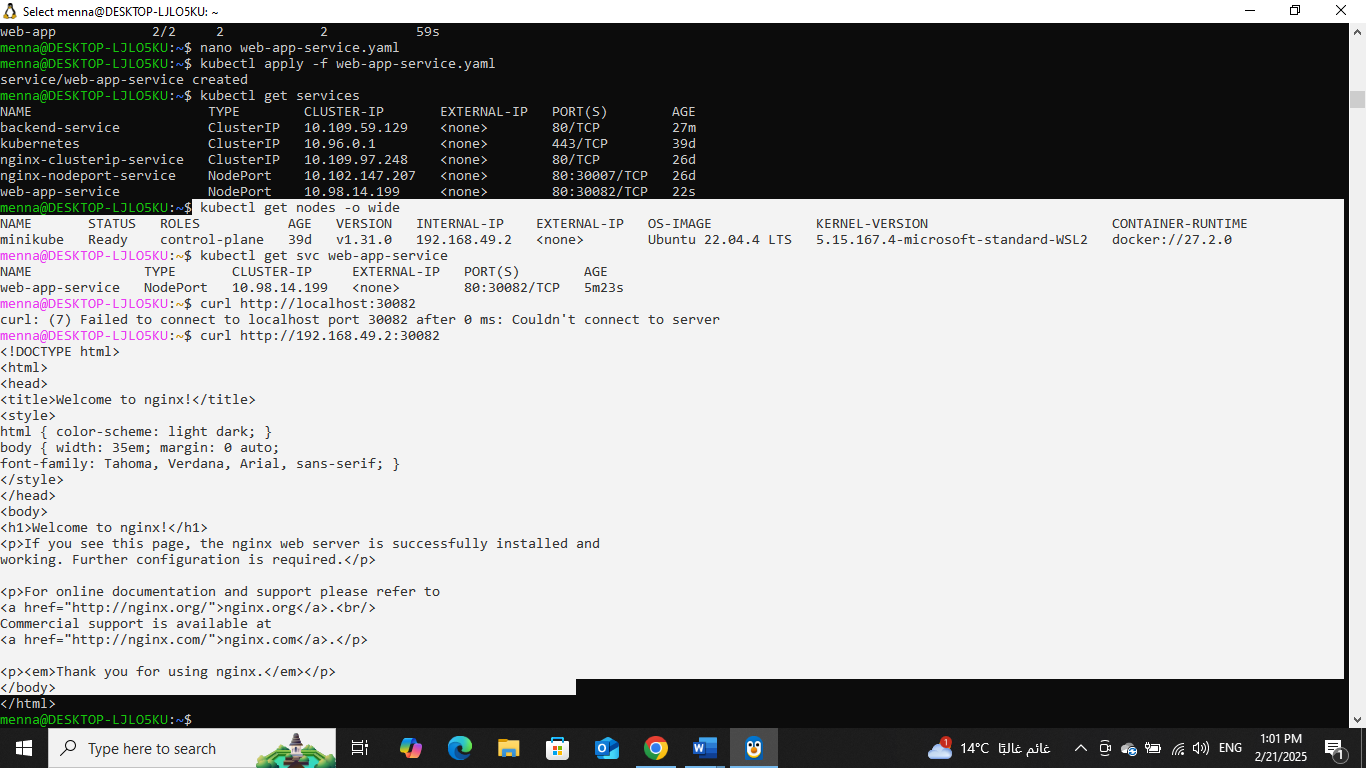 Select menna@DESKTOP-LJLO5KU: ~
web-app            2/2     2            2           59s
menna@DESKTOP-LJLO5KU:~$ nano web-app-service.yaml
menna@DESKTOP-LJLO5KU:~$ kubectl apply -f web-app-service.yaml
service/web-app-service created
menna@DESKTOP-LJLO5KU:~$ kubectl get services
NAME                      TYPE        CLUSTER-IP       EXTERNAL-IP   PORT(S)        AGE
backend-service           ClusterIP   10.109.59.129    <none>        80/TCP         27m
kubernetes                ClusterIP   10.96.0.1        <none>        443/TCP        39d
nginx-clusterip-service   ClusterIP   10.109.97.248    <none>        80/TCP         26d
nginx-nodeport-service    NodePort    10.102.147.207   <none>        80:30007/TCP   26d
web-app-service           NodePort    10.98.14.199     <none>        80:30082/TCP   22s
menna@DESKTOP-LJLO5KU:~$ kubectl get nodes -o wide
NAME       STATUS   ROLES           AGE   VERSION   INTERNAL-IP    EXTERNAL-IP   OS-IMAGE             KERNEL-VERSION                       CONTAINER-RUNTIME
minikube   Ready    control-plane   39d   v1.31.0   192.168.49.2   <none>        Ubuntu 22.04.4 LTS   5.15.167.4-microsoft-standard-WSL2   docker://27.2.0
menna@DESKTOP-LJLO5KU:~$ kubectl get svc web-app-service
NAME              TYPE       CLUSTER-IP     EXTERNAL-IP   PORT(S)        AGE
web-app-service   NodePort   10.98.14.199   <none>        80:30082/TCP   5m23s
menna@DESKTOP-LJLO5KU:~$ curl http://localhost:30082
curl: (7) Failed to connect to localhost port 30082 after 0 ms: Couldn't connect to server
menna@DESKTOP-LJLO5KU:~$ curl http://192.168.49.2:30082
<!DOCTYPE html>
<html>
<head>
<title>Welcome to nginx!</title>
<style>
html { color-scheme: light dark; }
body { width: 35em; margin: 0 auto;
font-family: Tahoma, Verdana, Arial, sans-serif; }
</style>
</head>
<body>
<h1>Welcome to nginx!</h1>
<p>If you see this page, the nginx web server is successfully installed and
working. Further configuration is required.</p>
<p>For online documentation and support please refer to
<a href="http://nginx.org/">nginx.org</a>.<br/>
Commercial support is available at
<a href="http://nginx.com/">nginx.com</a>.</p>
<p><em>Thank you for using nginx.</em></p>
</body>
</html>
menna@DESKTOP-LJLO5KU:~$
Type here to search
1
14°C غائم غالبًا
ENG
1:01 PM
2/21/2025
1